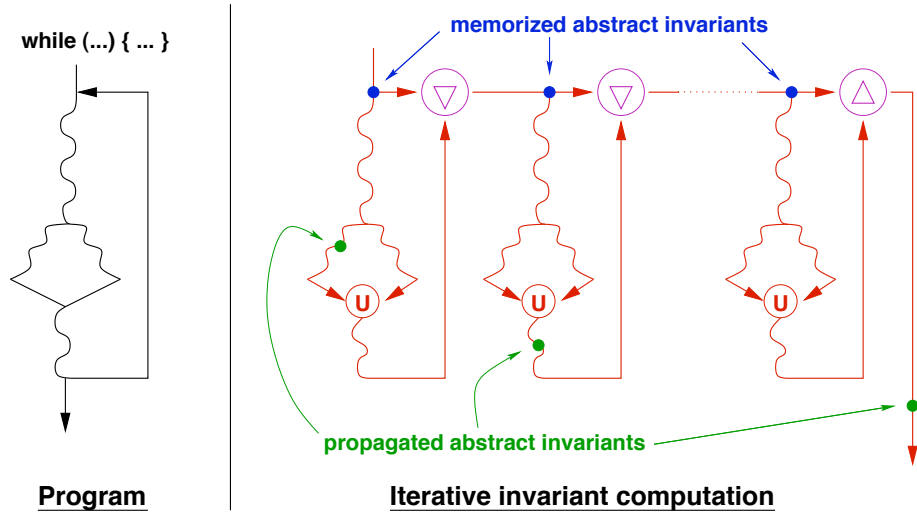 while (...) { ... }
memorized abstract invariants
▽
▽
△
U
U
U
propagated abstract invariants
Program
Iterative invariant computation